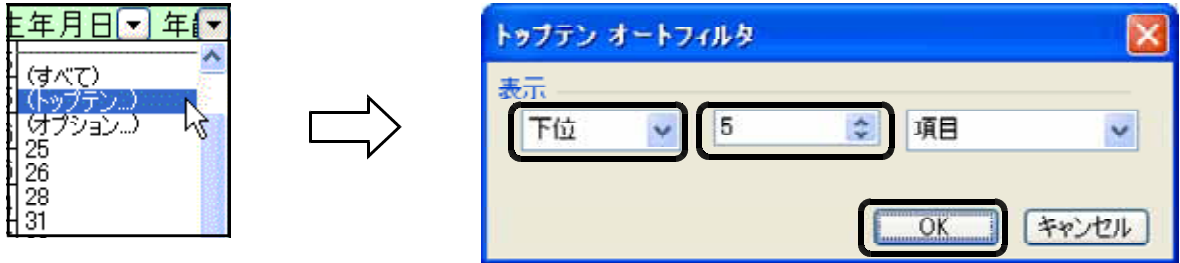 生年月日 年齢
(すべて)
(トップテン...)
(オプション...)
25
26
28
31
トップテン オートフィルタ
表示
下位 5 項目
OK キャンセル